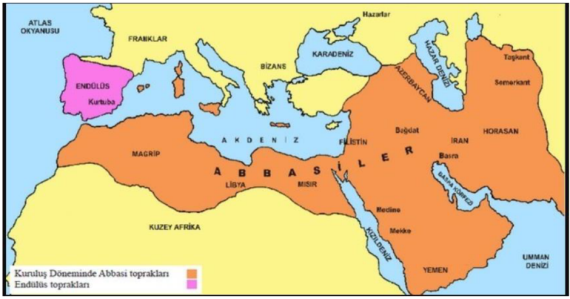 ATLAS
OKYANUSU
FRANKLAR
Hazarlar
KARADENİZ
HAZAR DENİZİ
Taşkent
Semerkant
BİZANS
AZERBAYCAN
ENDÜLÜS
Kurtuba
AKDENİZ
FİLİSTİN
Bağdat
İRAN
HORASAN
MAGRİP
ABBASİLER
Basra
LİBYA
MISIR
BASRA KÖRFEZİ
Medine
KUZEY AFRİKA
KIZILDENİZ
Mekke
UMMAN
DENİZİ
YEMEN
Kuruluş Döneminde Abbasi toprakları
Endülüs toprakları